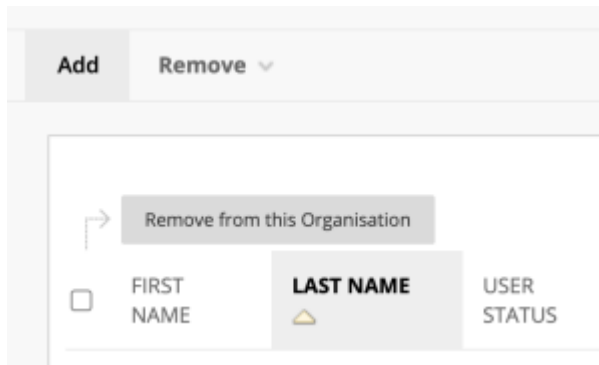 Add Remove
Remove from this Organisation
FIRST NAME LAST NAME USER STATUS